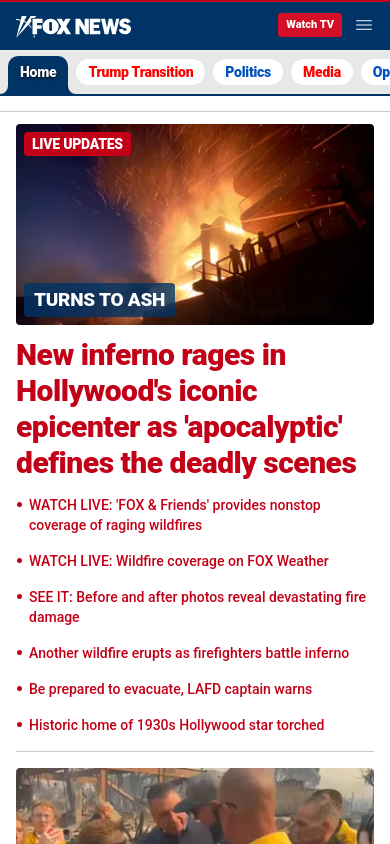 FOX NEWS
Watch TV
Home
Trump Transition
Politics
Media
Op
LIVE UPDATES
TURNS TO ASH
New inferno rages in
Hollywood's iconic
epicenter as 'apocalyptic'
defines the deadly scenes
WATCH LIVE: 'FOX & Friends' provides nonstop
coverage of raging wildfires
WATCH LIVE: Wildfire coverage on FOX Weather
SEE IT: Before and after photos reveal devastating fire
damage
Another wildfire erupts as firefighters battle inferno
Be prepared to evacuate, LAFD captain warns
Historic home of 1930s Hollywood star torched